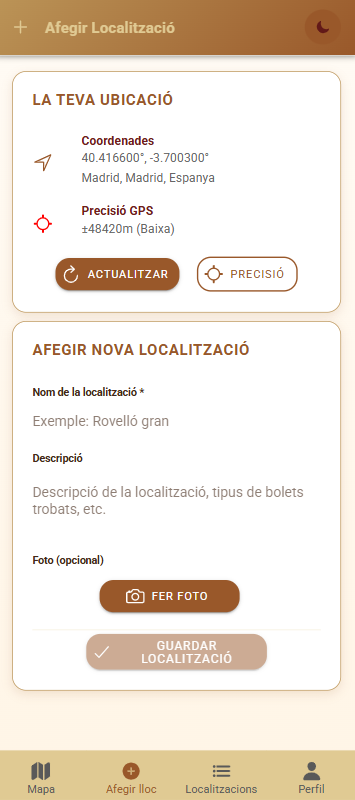 Afegir Localització
LA TEVA UBICACIÓ
Coordenades
40.416600°, -3.700300°
Madrid, Madrid, Espanya
Precisió GPS
±48420m (Baixa)
ACTUALITZAR
PRECISIÓ
AFEGIR NOVA LOCALITZACIÓ
Nom de la localització *
Exemple: Rovelló gran
Descripció
Descripció de la localització, tipus de bolets
trobats, etc.
Foto (opcional)
FER FOTO
GUARDAR
LOCALITZACIÓ
Mapa
Afegir lloc
Localitzacions
Perfil